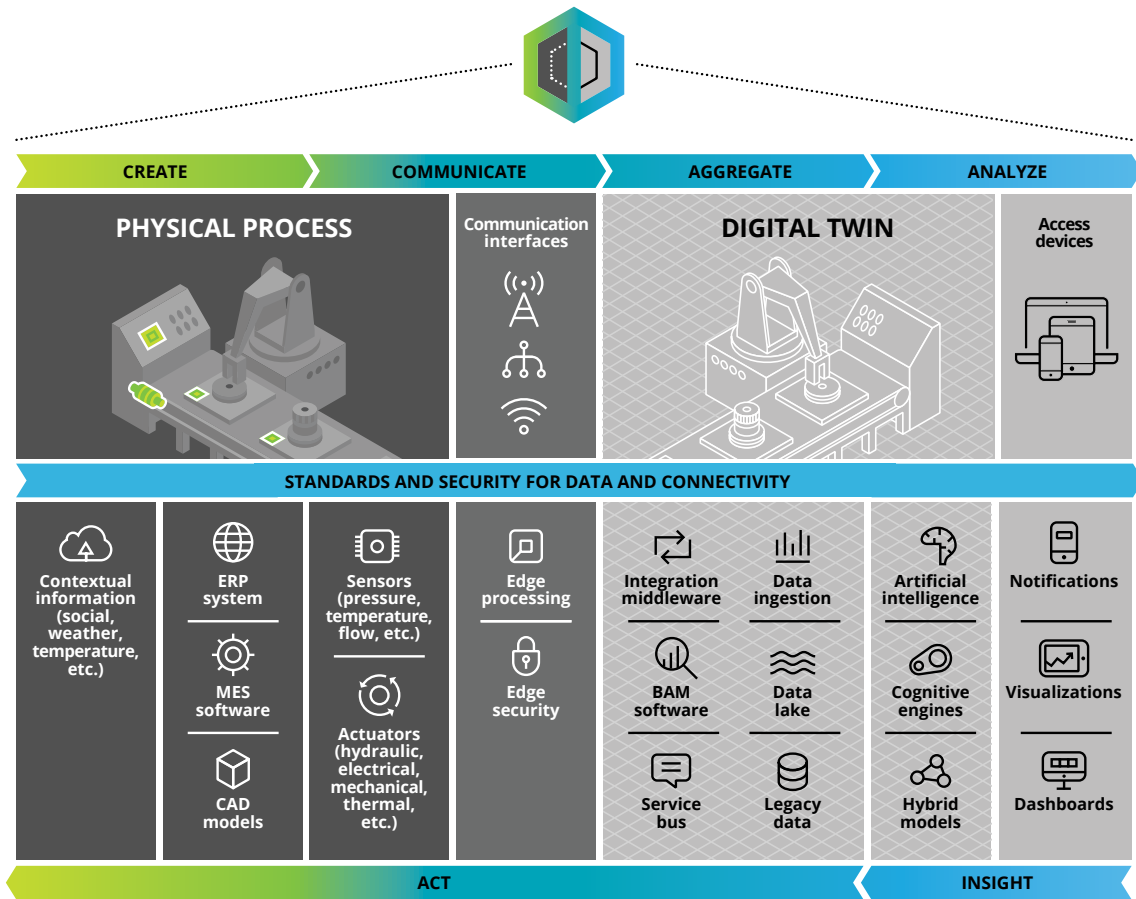 CREATE
COMMUNICATE
AGGREGATE
ANALYZE
PHYSICAL PROCESS
Communication
interfaces
DIGITAL TWIN
Access
devices
STANDARDS AND SECURITY FOR DATA AND CONNECTIVITY
Contextual
information
(social,
weather,
temperature,
etc.)
ERP
system
MES
software
CAD
models
Sensors
(pressure,
temperature,
flow, etc.)
Actuators
(hydraulic,
electrical,
mechanical,
thermal,
etc.)
Edge
processing
Edge
security
Integration
middleware
BAM
software
Service
bus
Data
ingestion
Data
lake
Legacy
data
Artificial
intelligence
Cognitive
engines
Hybrid
models
Notifications
Visualizations
Dashboards
ACT
INSIGHT